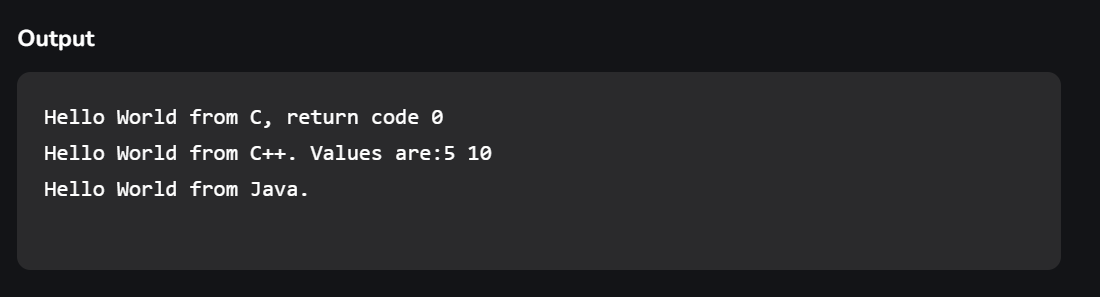 Output
Hello World from C, return code 0
Hello World from C++. Values are:5 10
Hello World from Java.